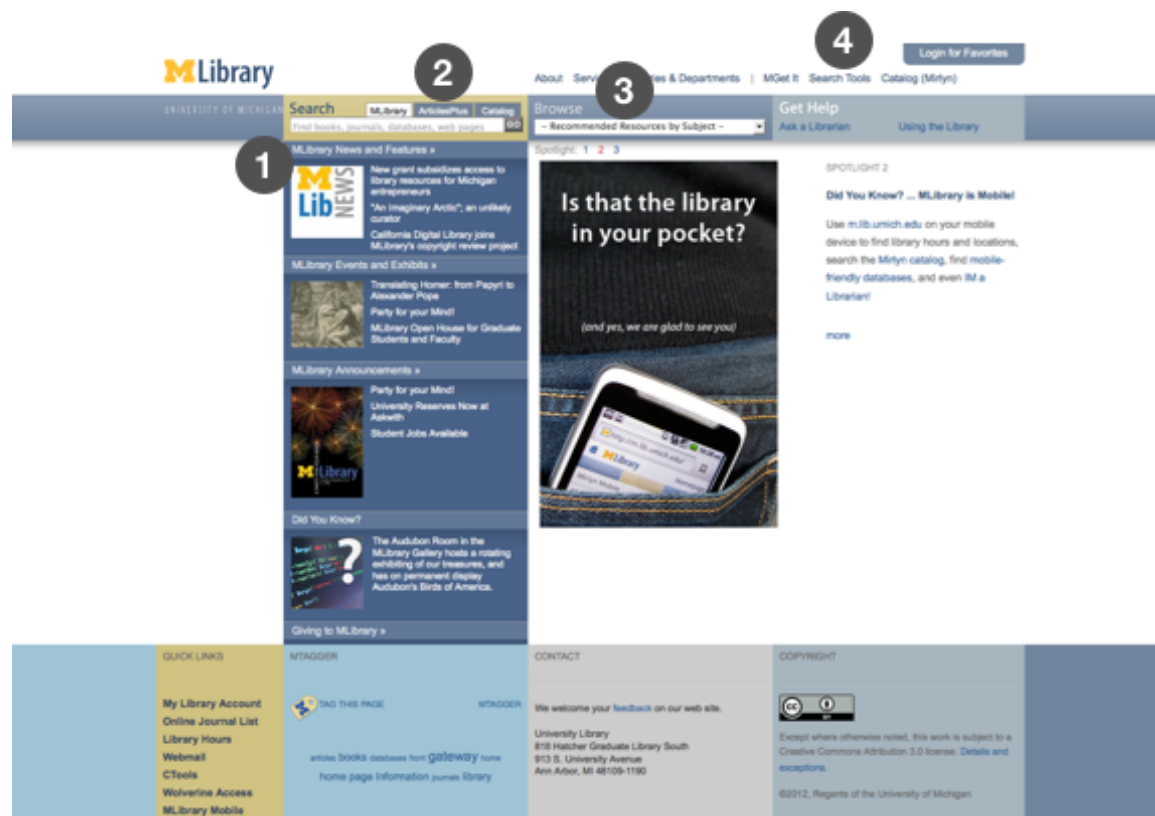 4
Login for Favorites
MLibrary
2
About Servic ies & Departments | MGet It Search Tools Catalog (Mirlyn)
3
UNIVERSITY OF MICHIGAN
Search MLibrary ArticlesPlus Catalog
Browse
Get Help
Find books, journals, databases, web pages GO
-- Recommended Resources by Subject --
Ask a Librarian Using the Library
1
MLibrary News and Features »
Spotlight: 1 2 3
M Lib NEWS
New grant subsidizes access to
library resources for Michigan
entrepreneurs
"An Imaginary Arctic"; an unlikely
curator
California Digital Library joins
MLibrary's copyright review project
MLibrary Events and Exhibits »
Translating Homer: from Papyri to
Alexander Pope
Party for your Mind!
MLibrary Open House for Graduate
Students and Faculty
MLibrary Announcements »
Party for your Mind!
University Reserves Now at
Askwith
Student Jobs Available
MLibrary
Did You Know?
?
The Audubon Room in the
MLibrary Gallery hosts a rotating
exhibiting of our treasures, and
has on permanent display
Audubon's Birds of America.
Giving to MLibrary »
Is that the library
in your pocket?
(and yes, we are glad to see you)
http://m.lib.umich.edu/
MLibrary
Mirlyn Mobile
SPOTLIGHT 2
Did You Know? ... MLibrary is Mobile!
Use m.lib.umich.edu on your mobile
device to find library hours and locations,
search the Mirlyn catalog, find mobile-
friendly databases, and even IM a
Librarian!
more
QUICK LINKS
My Library Account
Online Journal List
Library Hours
Webmail
CTools
Wolverine Access
MLibrary Mobile
MTAGGER
TAG THIS PAGE MTAGGER
articles books databases front gateway home
home page information journals library
CONTACT
We welcome your feedback on our web site.
University Library
818 Hatcher Graduate Library South
913 S. University Avenue
Ann Arbor, MI 48109-1190
COPYRIGHT
cc BY
Except where otherwise noted, this work is subject to a
Creative Commons Attribution 3.0 license. Details and
exceptions.
©2012, Regents of the University of Michigan